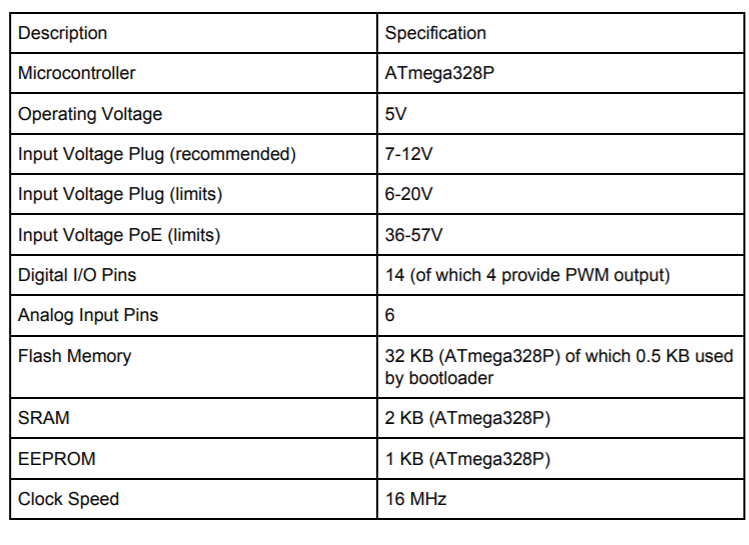 Description Specification
Microcontroller ATmega328P
Operating Voltage 5V
Input Voltage Plug (recommended) 7-12V
Input Voltage Plug (limits) 6-20V
Input Voltage PoE (limits) 36-57V
Digital I/O Pins 14 (of which 4 provide PWM output)
Analog Input Pins 6
Flash Memory 32 KB (ATmega328P) of which 0.5 KB used
by bootloader
SRAM 2 KB (ATmega328P)
EEPROM 1 KB (ATmega328P)
Clock Speed 16 MHz